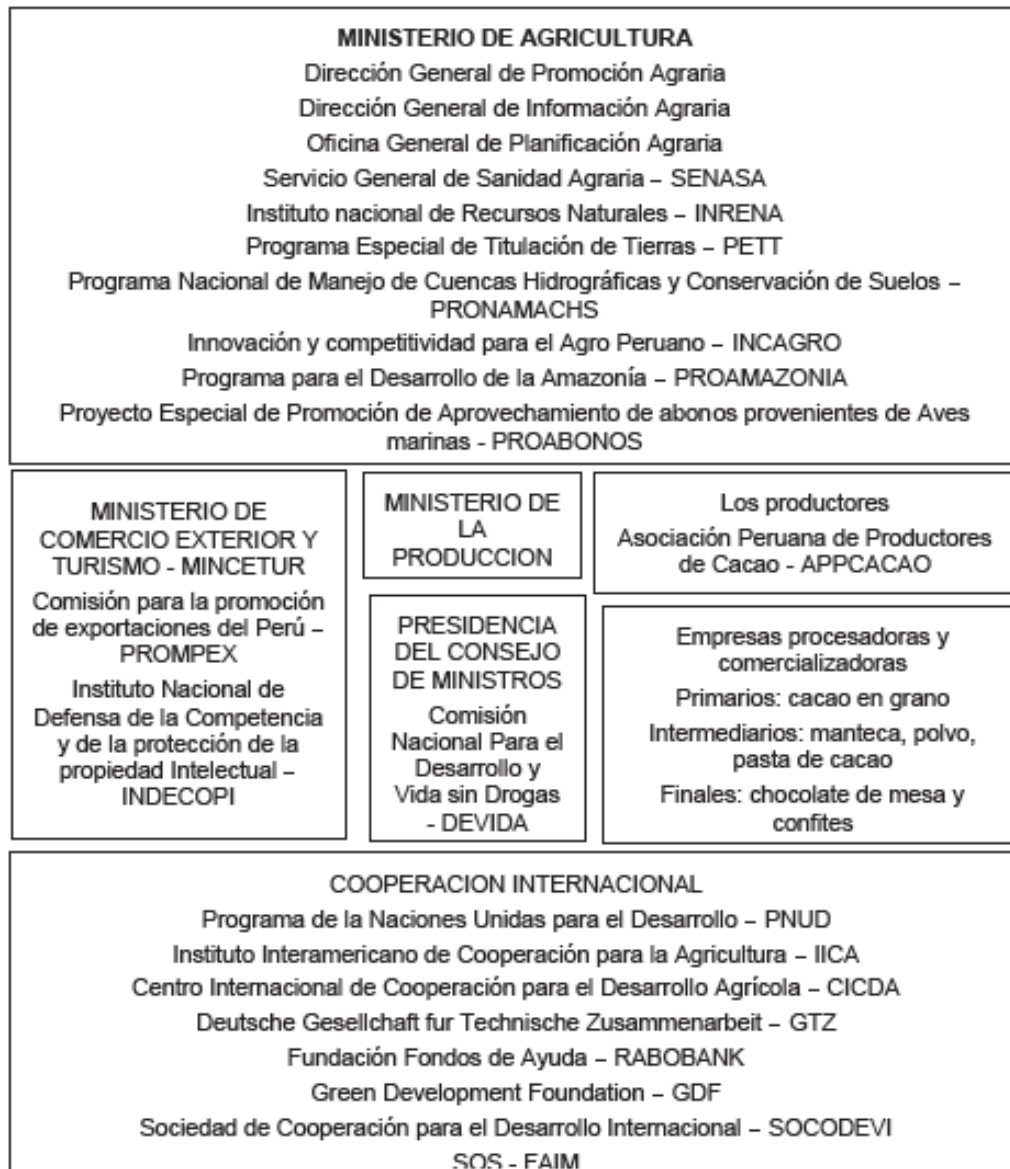 MINISTERIO DE AGRICULTURA
Dirección General de Promoción Agraria
Dirección General de Información Agraria
Oficina General de Planificación Agraria
Servicio General de Sanidad Agraria – SENASA
Instituto nacional de Recursos Naturales – INRENA
Programa Especial de Titulación de Tierras – PETT
Programa Nacional de Manejo de Cuencas Hidrográficas y Conservación de Suelos –
PRONAMACHS
Innovación y competitividad para el Agro Peruano – INCAGRO
Programa para el Desarrollo de la Amazonía – PROAMAZONIA
Proyecto Especial de Promoción de Aprovechamiento de abonos provenientes de Aves
marinas - PROABONOS
MINISTERIO DE
COMERCIO EXTERIOR Y
TURISMO - MINCETUR
Comisión para la promoción
de exportaciones del Perú –
PROMPEX
Instituto Nacional de
Defensa de la Competencia
y de la protección de la
propiedad Intelectual –
INDECOPI
MINISTERIO DE
LA
PRODUCCION
PRESIDENCIA
DEL CONSEJO
DE MINISTROS
Comisión
Nacional Para el
Desarrollo y
Vida sin Drogas
- DEVIDA
Los productores
Asociación Peruana de Productores
de Cacao - APPCACAO
Empresas procesadoras y
comercializadoras
Primarios: cacao en grano
Intermediarios: manteca, polvo,
pasta de cacao
Finales: chocolate de mesa y
confites
COOPERACION INTERNACIONAL
Programa de la Naciones Unidas para el Desarrollo – PNUD
Instituto Interamericano de Cooperación para la Agricultura – IICA
Centro Internacional de Cooperación para el Desarrollo Agrícola – CICDA
Deutsche Gesellchaft fur Technische Zusammenarbeit – GTZ
Fundación Fondos de Ayuda – RABOBANK
Green Development Foundation – GDF
Sociedad de Cooperación para el Desarrollo Internacional – SOCODEVI
SOS - FAIM